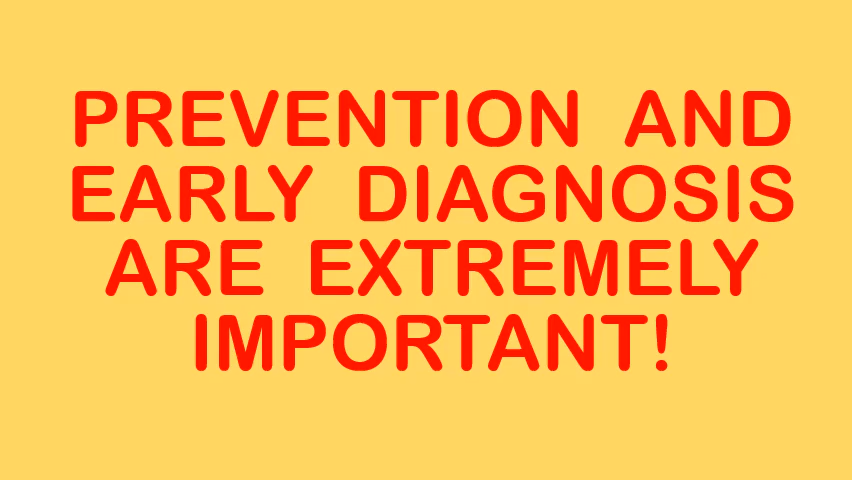 PREVENTION AND
EARLY DIAGNOSIS
ARE EXTREMELY
IMPORTANT!